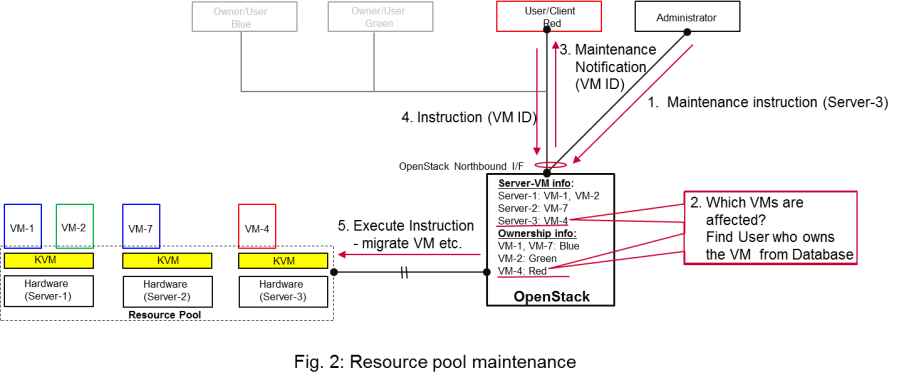 Owner/User
Blue
Owner/User
Green
User/Client
Red
Administrator
3. Maintenance
Notification
(VM ID)
1. Maintenance instruction (Server-3)
4. Instruction (VM ID)
OpenStack Northbound I/F
Server-VM info:
Server-1: VM-1, VM-2
Server-2: VM-7
Server-3: VM-4
Ownership info:
VM-1, VM-7: Blue
VM-2: Green
VM-4: Red
OpenStack
2. Which VMs are
affected?
Find User who owns
the VM from Database
5. Execute Instruction
- migrate VM etc.
VM-1
VM-2
VM-7
VM-4
KVM
KVM
KVM
Hardware
(Server-1)
Hardware
(Server-2)
Hardware
(Server-3)
Resource Pool
Fig. 2: Resource pool maintenance